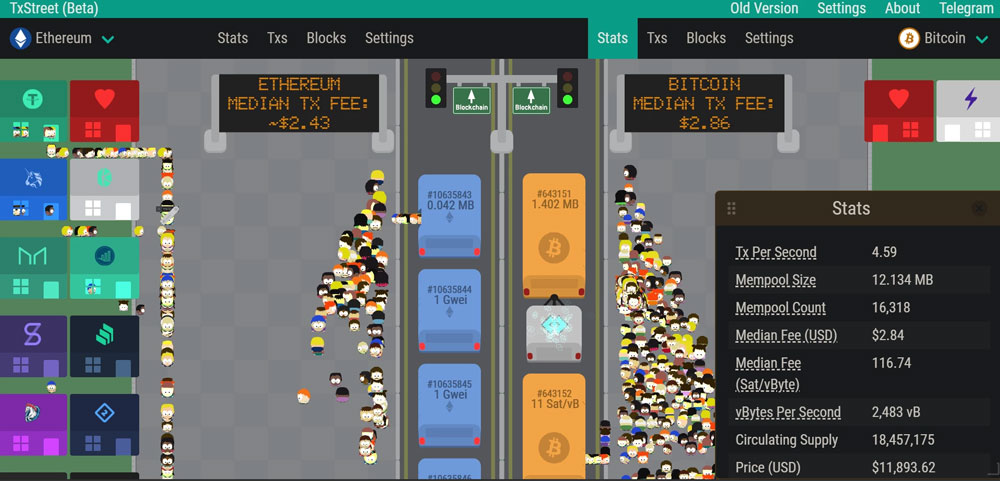 TxStreet (Beta)
Old Version Settings About Telegram
Ethereum Stats Txs Blocks Settings
Stats Txs Blocks Settings Bitcoin
ETHEREUM
MEDIAN TX FEE:
~$2.43
Blockchain
Blockchain
BITCOIN
MEDIAN TX FEE:
$2.86
#10635843
0.042 MB
#10635844
1 Gwei
#10635845
1 Gwei
#10635846
#643151
1.402 MB
#643152
11 Sat/vB
Stats
Tx Per Second 4.59
Mempool Size 12.134 MB
Mempool Count 16,318
Median Fee (USD) $2.84
Median Fee 116.74
(Sat/vByte)
vBytes Per Second 2,483 vB
Circulating Supply 18,457,175
Price (USD) $11,893.62